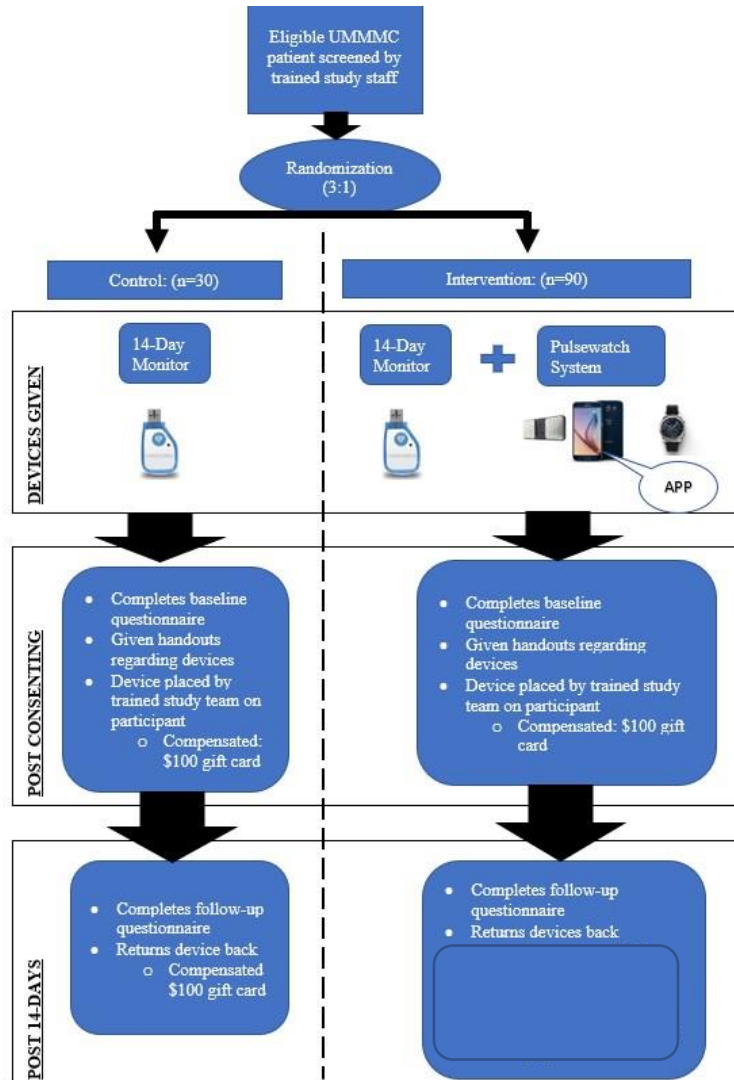 Eligible UMMMC
patient screened by
trained study staff
Randomization
(3:1)
Control: (n=30)
Intervention: (n=90)
DEVICES GIVEN
14-Day
Monitor
14-Day
Monitor
Pulsewatch
System
APP
POST CONSENTING
● Completes baseline
questionnaire
● Given handouts
regarding devices
● Device placed by
trained study team on
participant
o Compensated:
$100 gift card
● Completes baseline
questionnaire
● Given handouts regarding
devices
● Device placed by trained study
team on participant
o Compensated: $100 gift
card
POST 14-DAYS
● Completes follow-up
questionnaire
● Returns device back
o Compensated
$100 gift card
● Completes follow-up
questionnaire
● Returns devices back